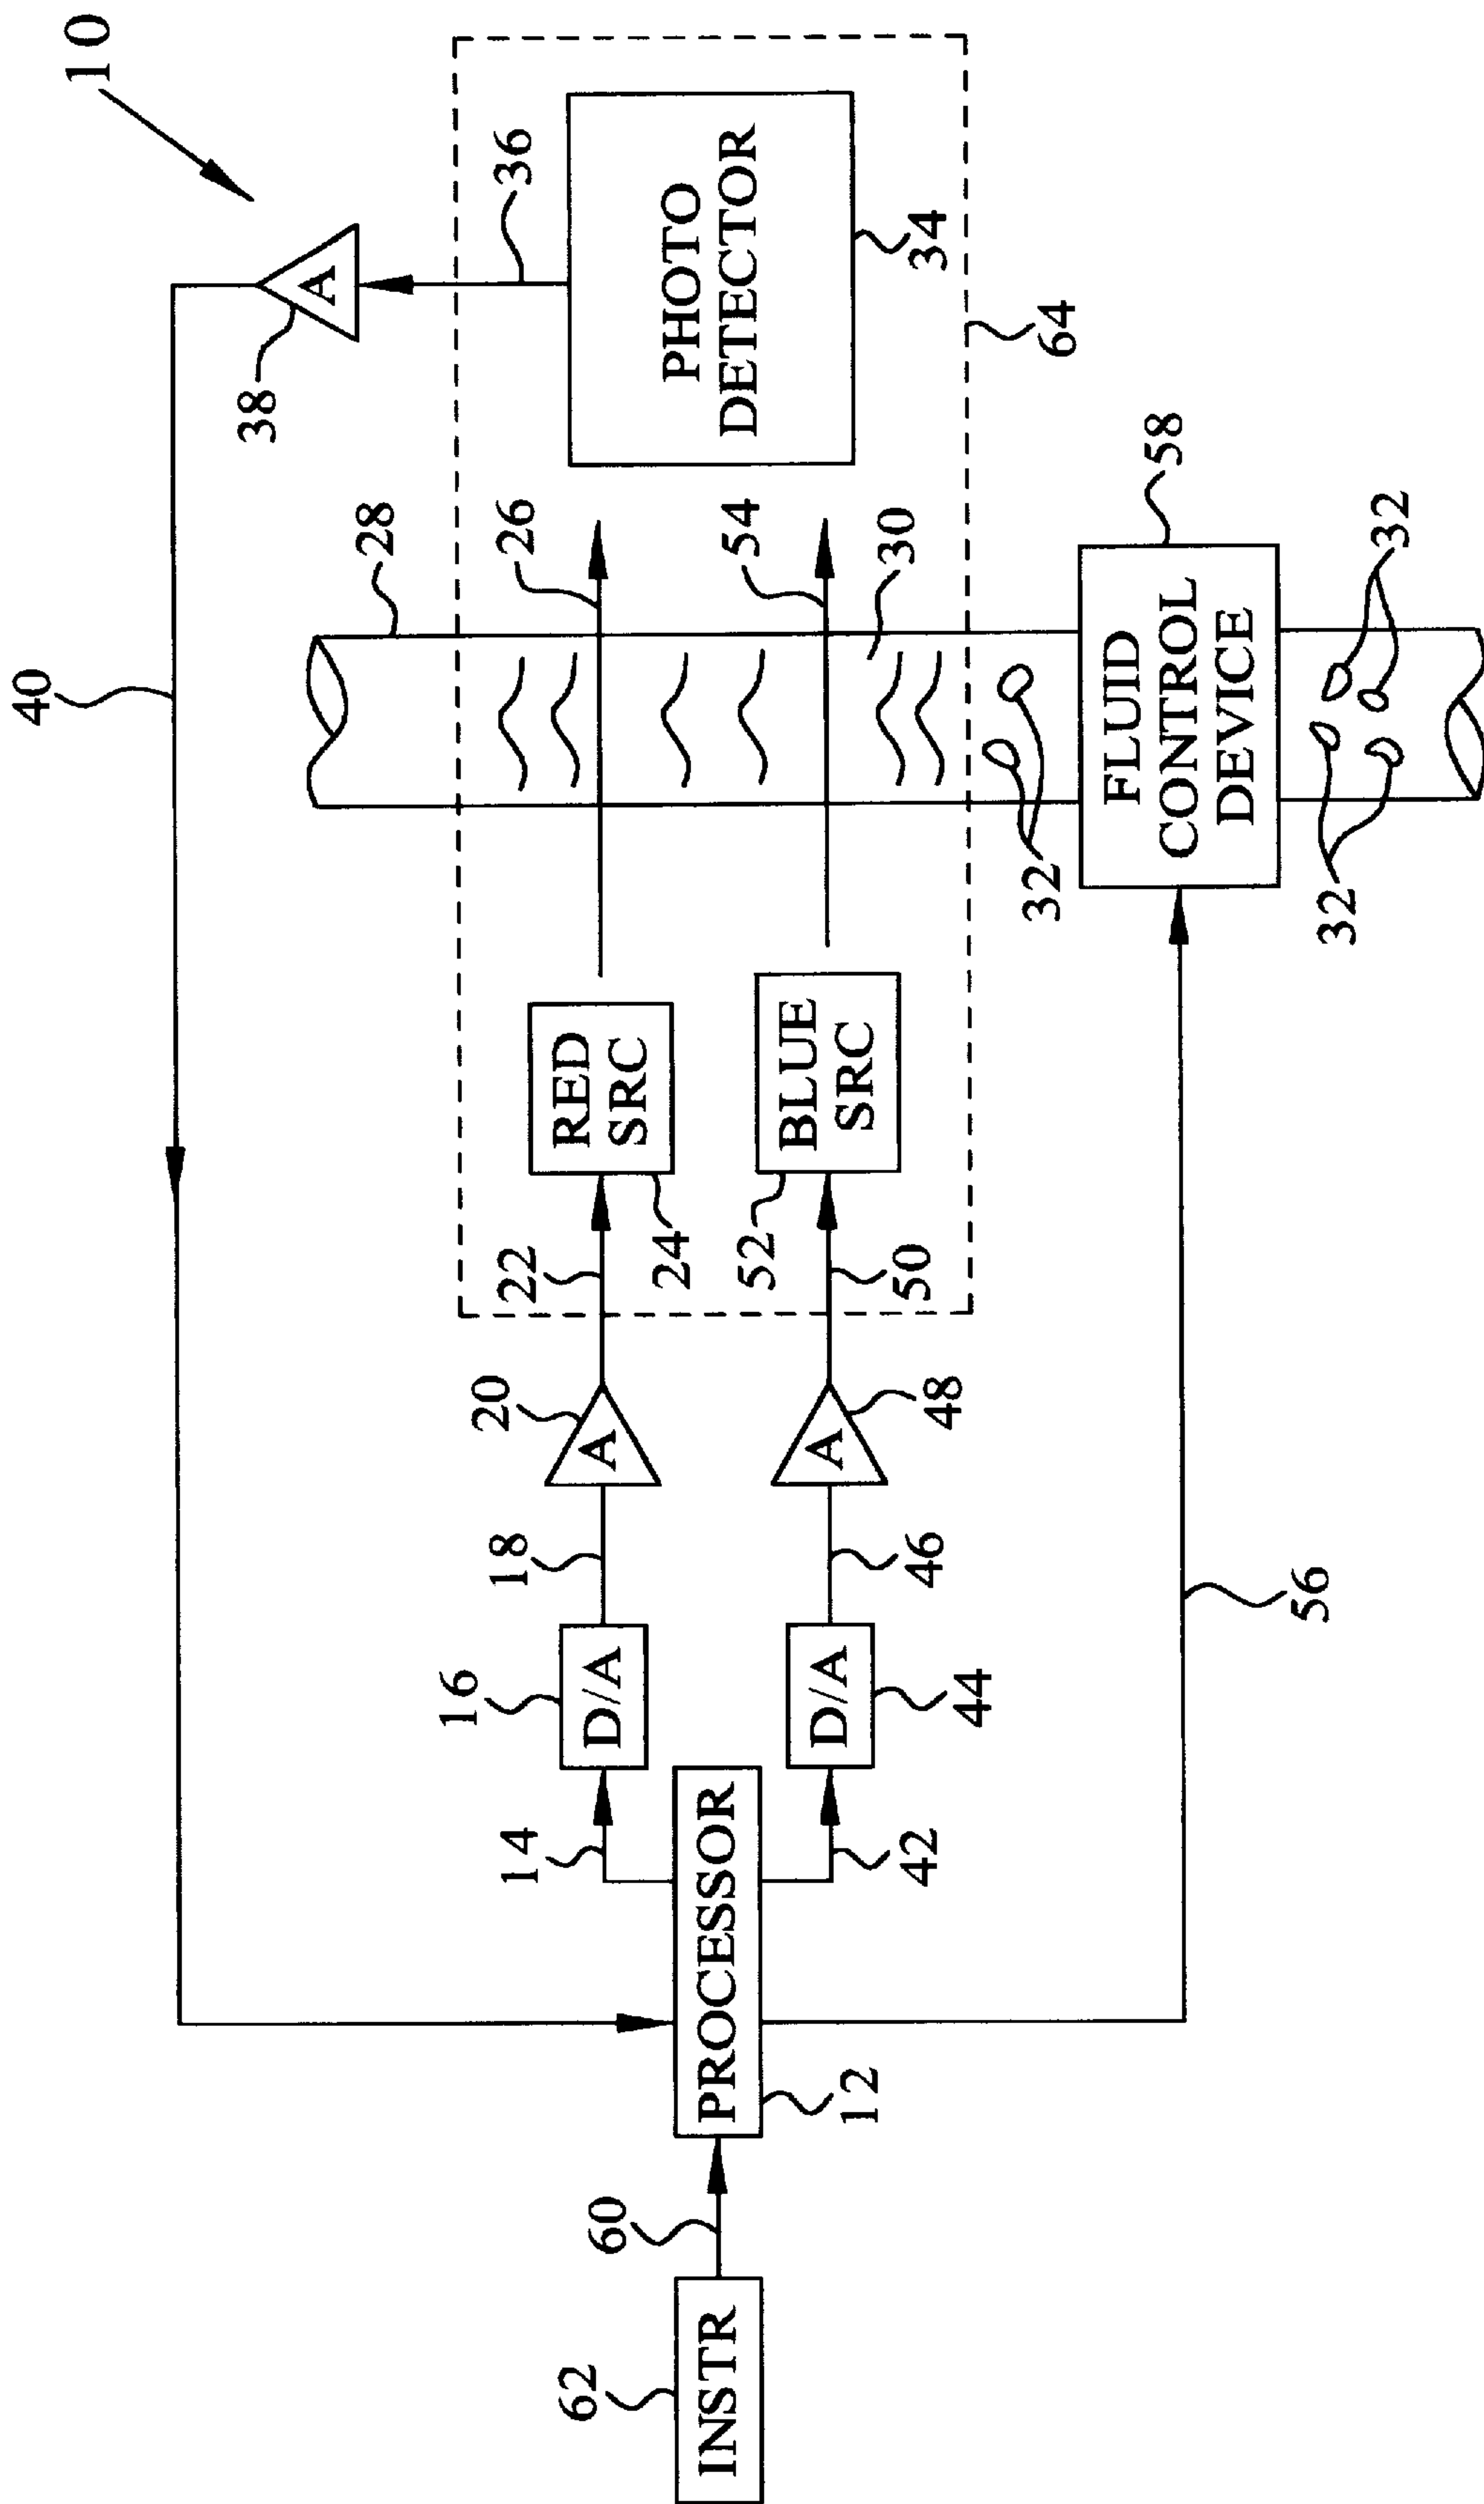 10
40
38
A
28
36
26
PHOTO
DETECTOR
34
54
30
64
20
22
RED
SRC
24
18
A
16
D/A
14
52
BLUE
SRC
50
A
48
46
D/A
44
42
60
62
INSTR
PROCESSOR
12
56
32
FLUID
CONTROL
DEVICE
58
32
32